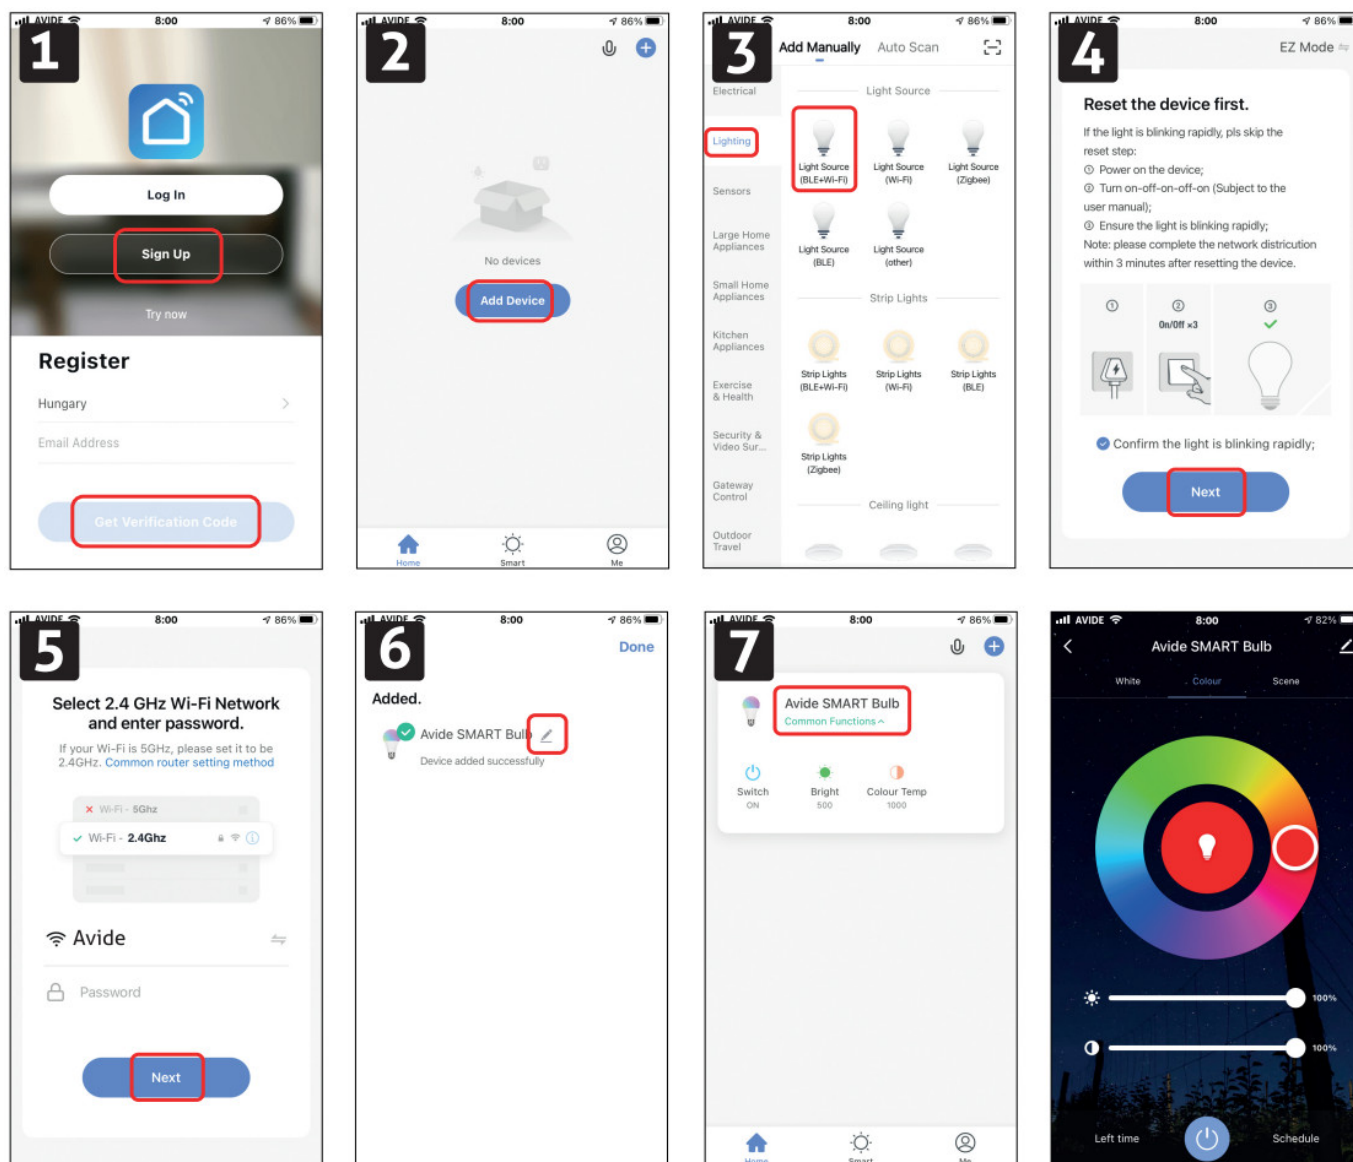 AVIDE 8:00 86%
1
Log In
Sign Up
Try now
Register
Hungary
Email Address
Get Verification Code
AVIDE 8:00 86%
2
No devices
Add Device
Home Smart Me
AVIDE 8:00 86%
3
Add Manually Auto Scan
Electrical
Lighting
Sensors
Large Home
Appliances
Small Home
Appliances
Kitchen
Appliances
Exercise
& Health
Security &
Video Sur...
Gateway
Control
Outdoor
Travel
Light Source
Light Source Light Source Light Source
(BLE+Wi-Fi) (Wi-Fi) (Zigbee)
Light Source Light Source
(BLE) (other)
Strip Lights
Strip Lights Strip Lights Strip Lights
(BLE+Wi-Fi) (Wi-Fi) (BLE)
Strip Lights
(Zigbee)
Ceiling light
AVIDE 8:00 86%
4
EZ Mode
Reset the device first.
If the light is blinking rapidly, pls skip the
reset step:
① Power on the device;
② Turn on-off-on-off-on (Subject to the
user manual);
③ Ensure the light is blinking rapidly;
Note: please complete the network districution
within 3 minutes after resetting the device.
① ② ③
On/Off ×3
Confirm the light is blinking rapidly;
Next
AVIDE 8:00 86%
5
Select 2.4 GHz Wi-Fi Network
and enter password.
If your Wi-Fi is 5GHz, please set it to be
2.4GHz. Common router setting method
Wi-Fi - 5Ghz
Wi-Fi - 2.4Ghz
Avide
Password
Next
AVIDE 8:00 86%
6
Done
Added.
Avide SMART Bulb
Device added successfully
AVIDE 8:00 86%
7
Avide SMART Bulb
Common Functions
Switch Bright Colour Temp
ON 500 1000
Home Smart Me
AVIDE 8:00 82%
Avide SMART Bulb
White Colour Scene
100%
100%
Left time Schedule